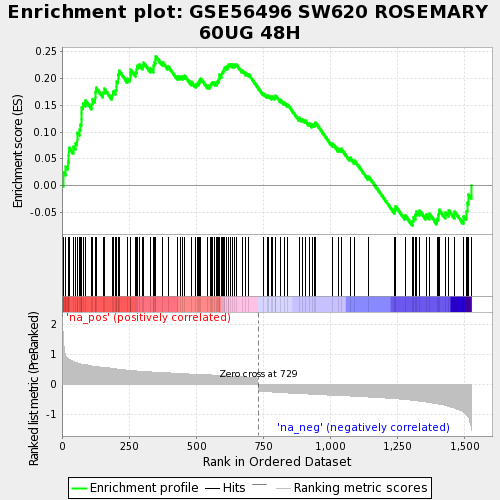 Enrichment plot: GSE56496 SW620 ROSEMARY
60UG 48H
Enrichment score (ES)
0.25
0.20
0.15
0.10
0.05
0.00
-0.05
'na_pos' (positively correlated)
Ranked list metric (PreRanked)
2
1
0
-1
Zero cross at 729
'na_neg' (negatively correlated)
0
250
500
750
1,000
1,250
1,500
Rank in Ordered Dataset
Enrichment profile
Hits
Ranking metric scores